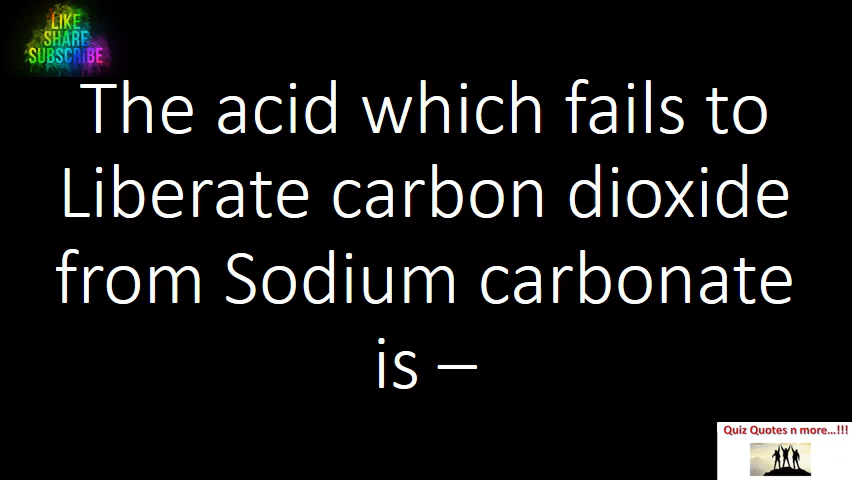 LIKE
SHARE
SUBSCRIBE
The acid which fails to
Liberate carbon dioxide
from Sodium carbonate
is –
Quiz Quotes n more...!!!